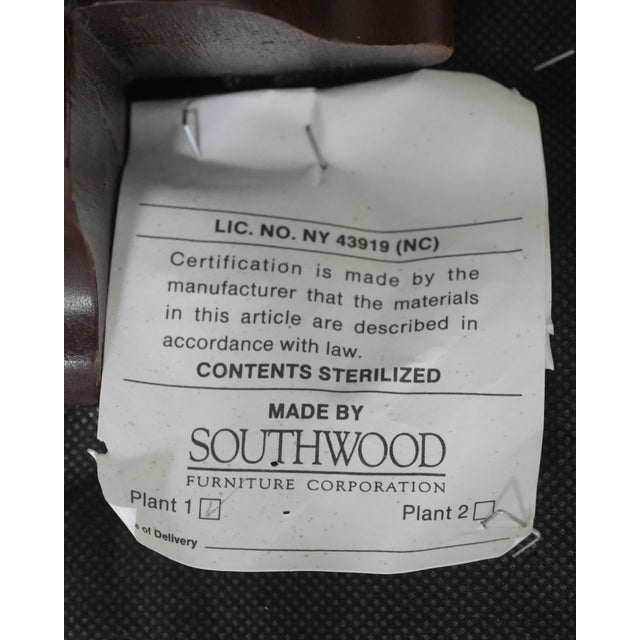 LIC. NO. NY 43919 (NC)
Certification is made by the
manufacturer that the materials
in this article are described in
accordance with law.
CONTENTS STERILIZED
MADE BY
SOUTHWOOD
FURNITURE CORPORATION
Plant 1 Plant 2
of Delivery